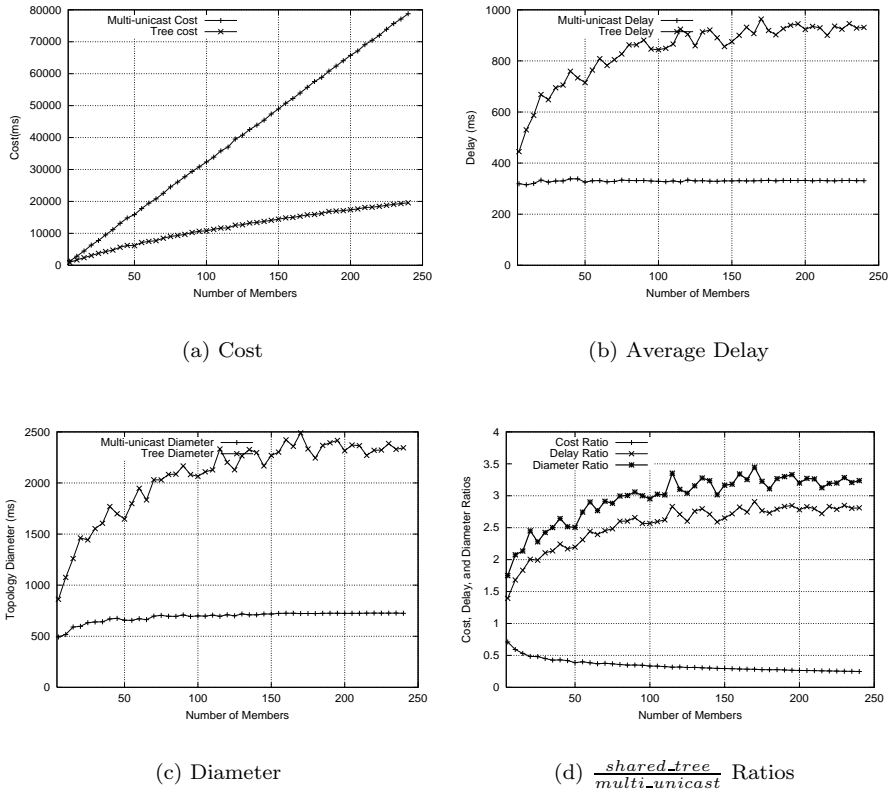 80000
70000
60000
50000
40000
30000
20000
10000
0
Cost(ms)
Multi-unicast Cost
Tree cost
0 50 100 150 200 250
Number of Members
(a) Cost
1000
800
600
400
200
0
Delay (ms)
Multi-unicast Delay
Tree Delay
50 100 150 200 250
Number of Members
(b) Average Delay
2500
2000
1500
1000
500
0
Topology Diameter (ms)
Multi-unicast Diameter
Tree Diameter
50 100 150 200 250
Number of Members
(c) Diameter
4
3.5
3
2.5
2
1.5
1
0.5
0
Cost, Delay, and Diameter Ratios
Cost Ratio
Delay Ratio
Diameter Ratio
50 100 150 200 250
Number of Members
(d) shared_tree / multi_unicast Ratios